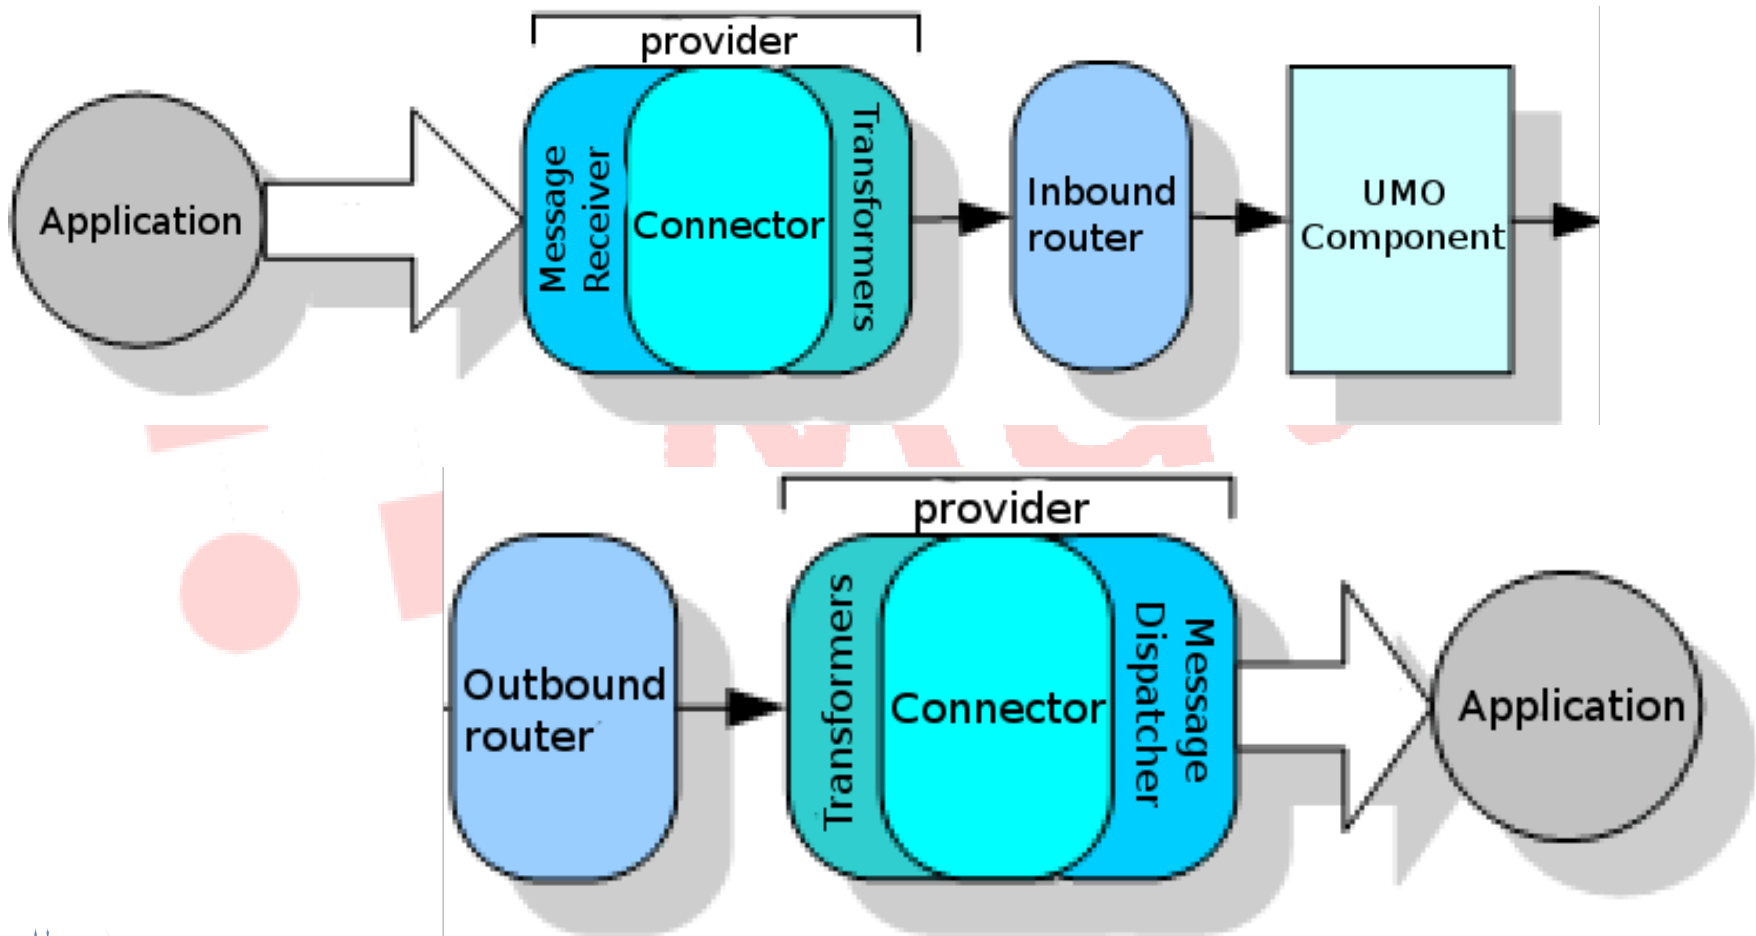 provider
Application
Message
Receiver
Connector
Transformers
Inbound
router
UMO
Component
provider
Outbound
router
Transformers
Connector
Message
Dispatcher
Application